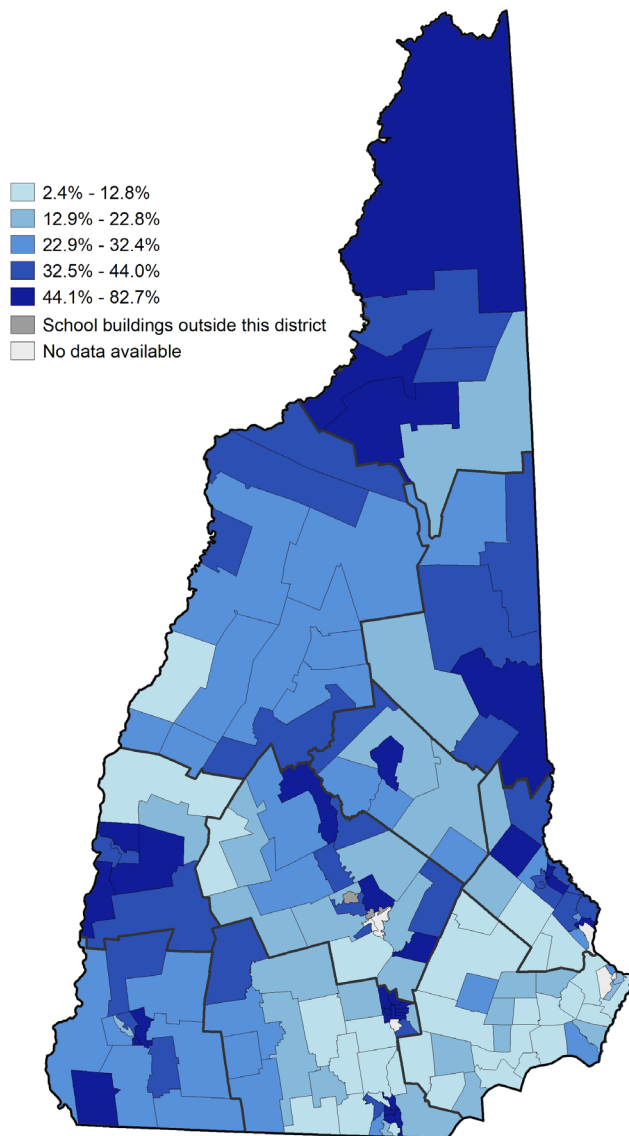 2.4% - 12.8%
12.9% - 22.8%
22.9% - 32.4%
32.5% - 44.0%
44.1% - 82.7%
School buildings outside this district
No data available